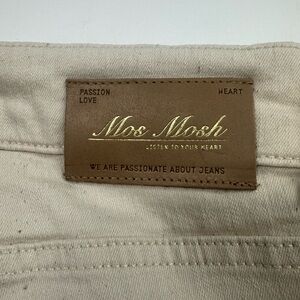 PASSION HEART
LOVE
Mos Mosh
LISTEN TO YOUR HEART
WE ARE PASSIONATE ABOUT JEANS